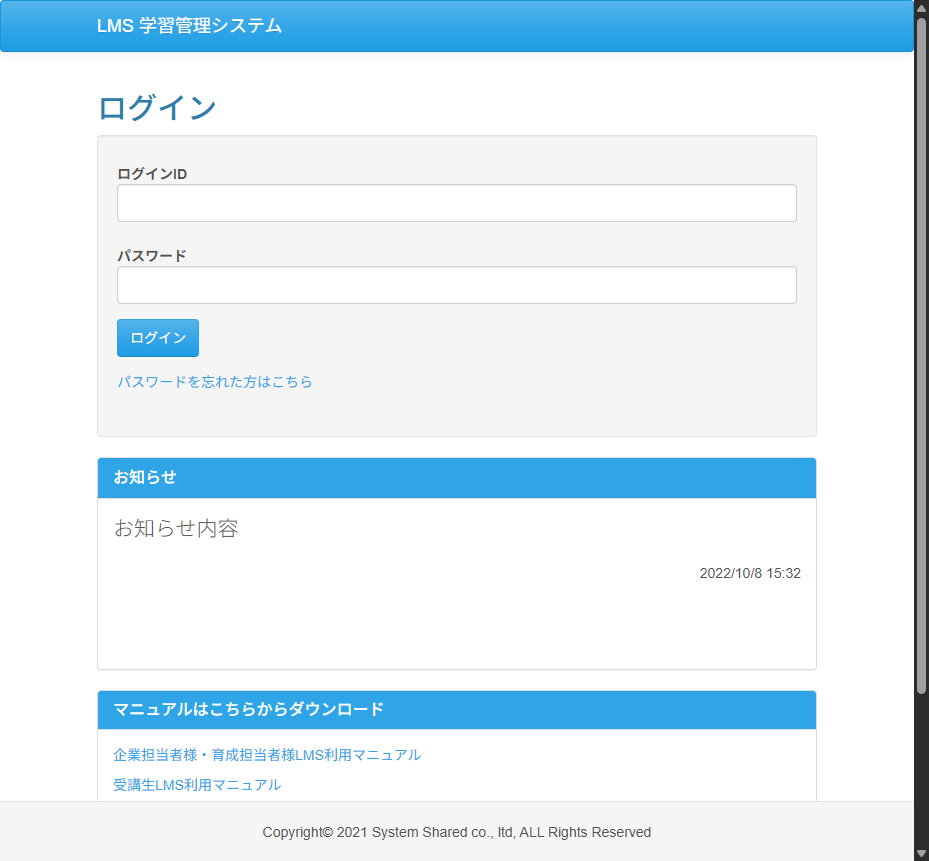 LMS 学習管理システム
ログイン
ログインID
パスワード
ログイン
パスワードを忘れた方はこちら
お知らせ
お知らせ内容
2022/10/8 15:32
マニュアルはこちらからダウンロード
企業担当者様・育成担当者様LMS利用マニュアル
受講生LMS利用マニュアル
Copyright© 2021 System Shared co., ltd, ALL Rights Reserved